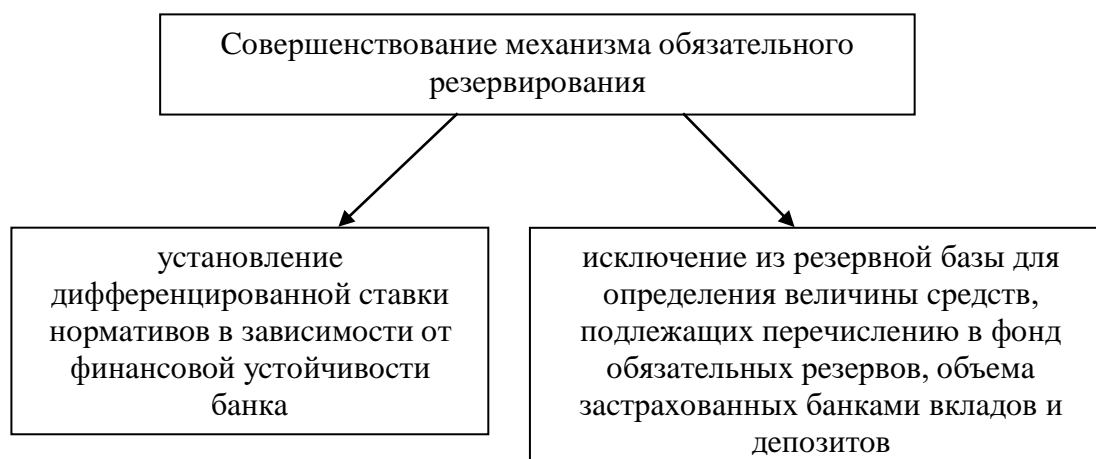 Совершенствование механизма обязательного
резервирования
установление
дифференцированной ставки
нормативов в зависимости от
финансовой устойчивости
банка
исключение из резервной базы для
определения величины средств,
подлежащих перечислению в фонд
обязательных резервов, объема
застрахованных банками вкладов и
депозитов